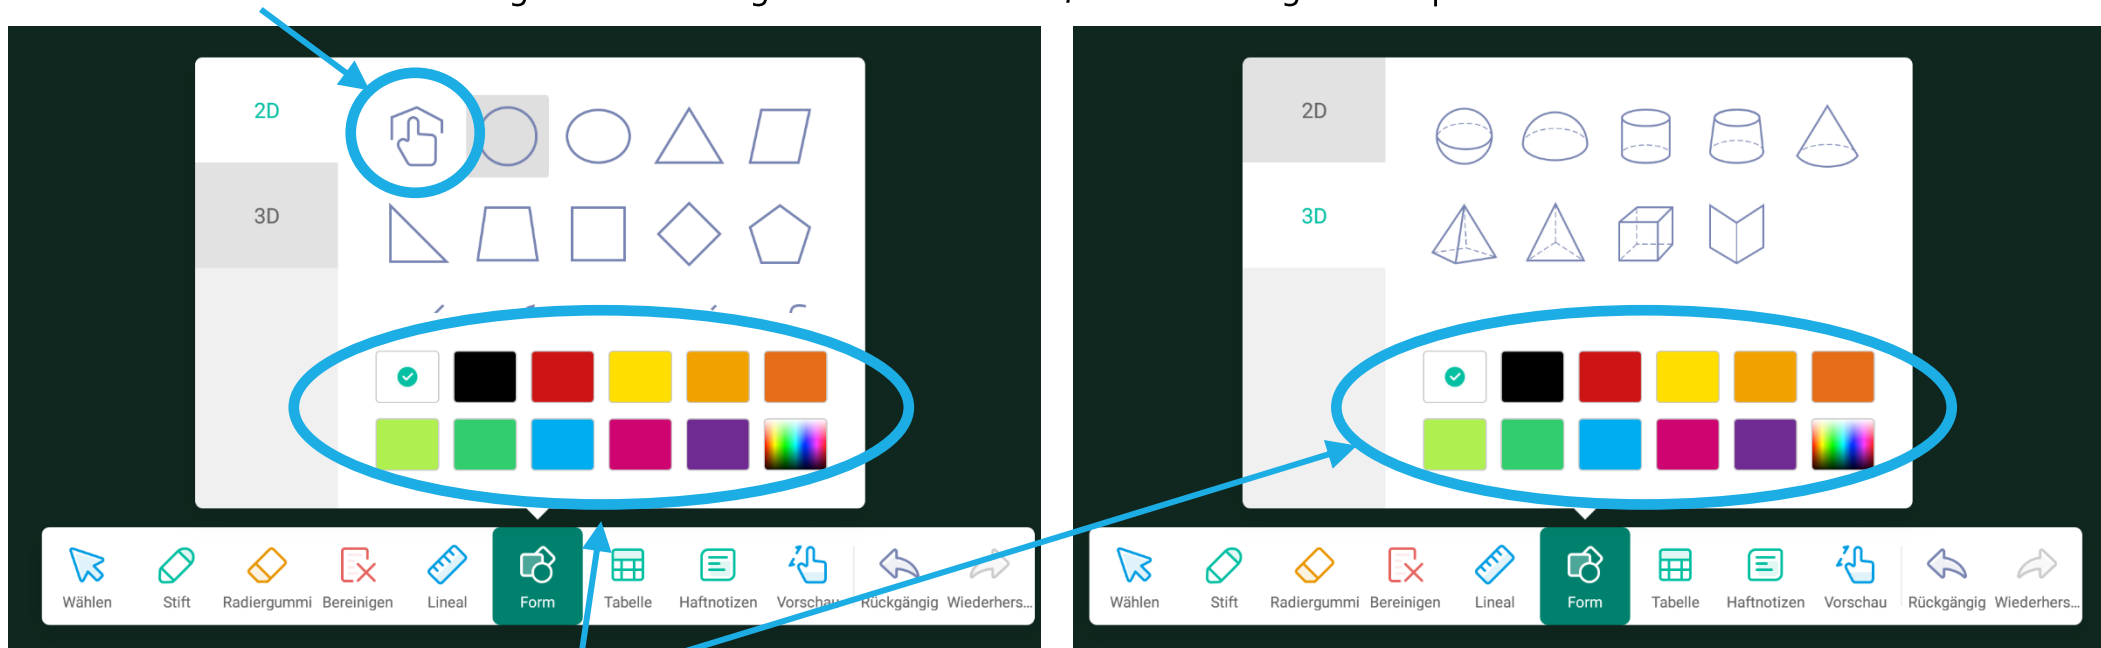 2D
3D
Wählen Stift Radiergummi Bereinigen Lineal Form Tabelle Haftnotizen Vorschau Rückgängig Wiederhers...
2D
3D
Wählen Stift Radiergummi Bereinigen Lineal Form Tabelle Haftnotizen Vorschau Rückgängig Wiederhers...